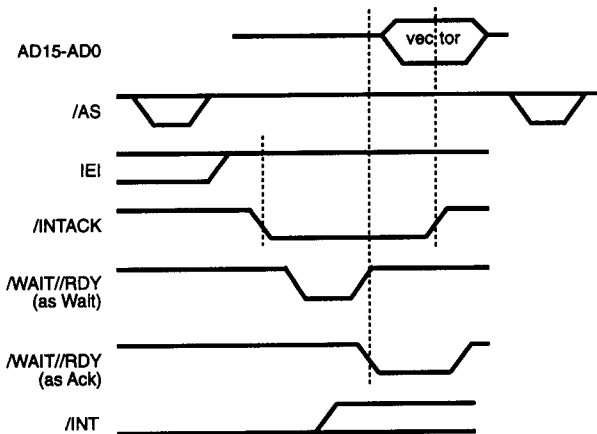 AD15-AD0
vector
/AS
IEI
/INTACK
/WAIT//RDY
(as Wait)
/WAIT//RDY
(as Ack)
/INT